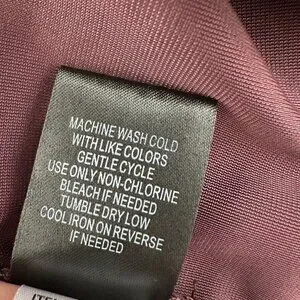 MACHINE WASH COLD
WITH LIKE COLORS
GENTLE CYCLE
USE ONLY NON-CHLORINE
BLEACH IF NEEDED
TUMBLE DRY LOW
COOL IRON ON REVERSE
IF NEEDED